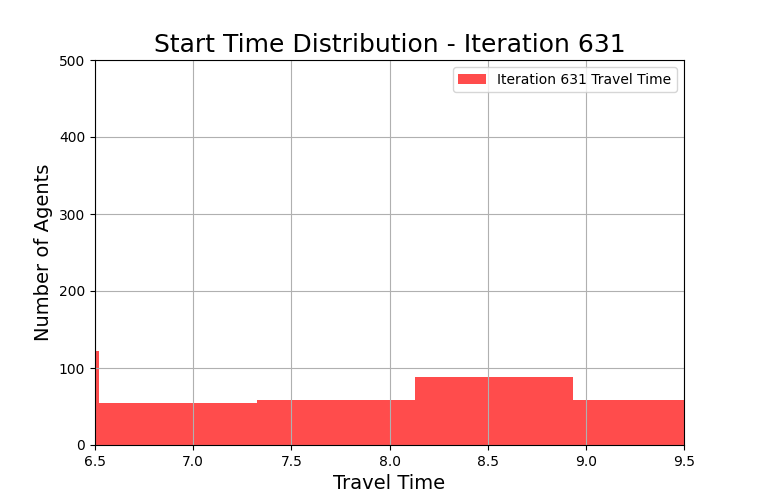 Start Time Distribution - Iteration 631
Iteration 631 Travel Time
Number of Agents
500
400
300
200
100
0
6.5 7.0 7.5 8.0 8.5 9.0 9.5
Travel Time